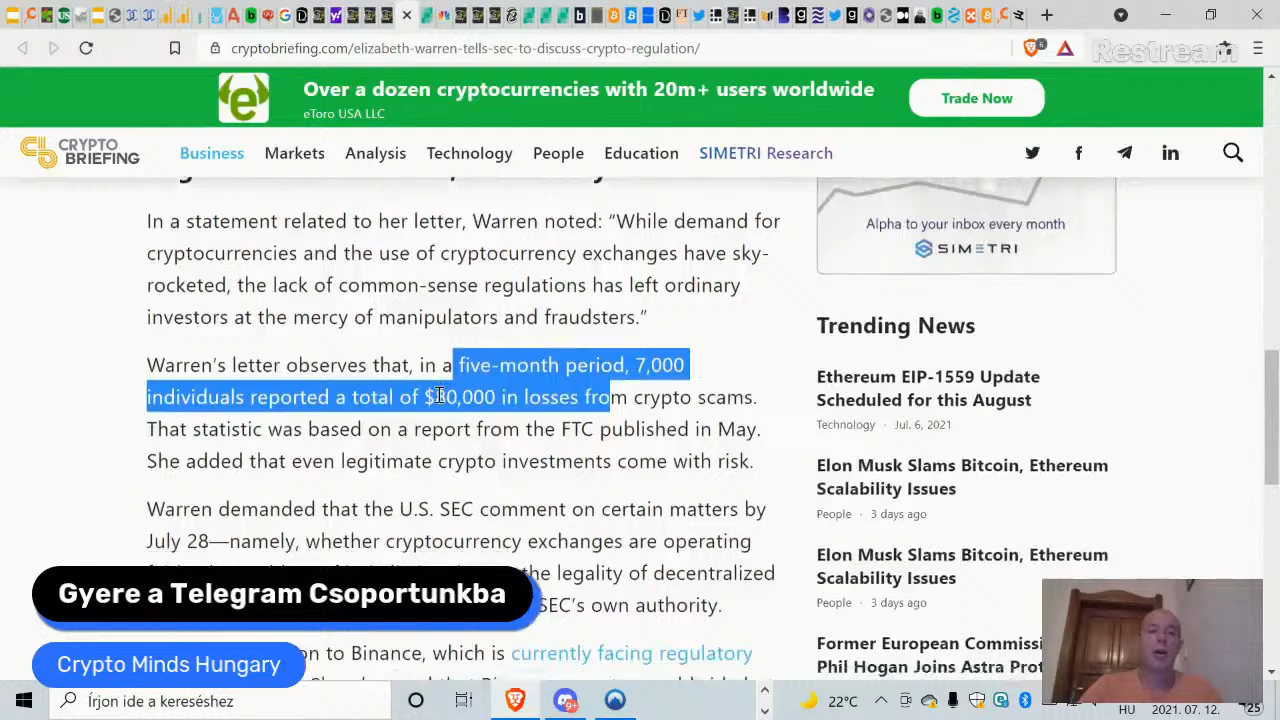 cryptobriefing.com/elizabeth-warren-tells-sec-to-discuss-crypto-regulation/
6
Restream
Over a dozen cryptocurrencies with 20m+ users worldwide
eToro USA LLC
Trade Now
CRYPTO
BRIEFING
Business Markets Analysis Technology People Education SIMETRI Research
In a statement related to her letter, Warren noted: “While demand for
cryptocurrencies and the use of cryptocurrency exchanges have sky-
rocketed, the lack of common-sense regulations has left ordinary
investors at the mercy of manipulators and fraudsters.”
Warren’s letter observes that, in a five-month period, 7,000
individuals reported a total of $80,000 in losses from crypto scams.
That statistic was based on a report from the FTC published in May.
She added that even legitimate crypto investments come with risk.
Warren demanded that the U.S. SEC comment on certain matters by
July 28—namely, whether cryptocurrency exchanges are operating
the legality of decentralized
SEC’s own authority.
on to Binance, which is currently facing regulatory
Alpha to your inbox every month
SIMETRI
Trending News
Ethereum EIP-1559 Update
Scheduled for this August
Technology · Jul. 6, 2021
Elon Musk Slams Bitcoin, Ethereum
Scalability Issues
People · 3 days ago
Elon Musk Slams Bitcoin, Ethereum
Scalability Issues
People · 3 days ago
Former European Commissi
Phil Hogan Joins Astra Prot
Gyere a Telegram Csoportunkba
Crypto Minds Hungary
Írjon ide a kereséshez
9+
22°C
HU
2021. 07. 12.